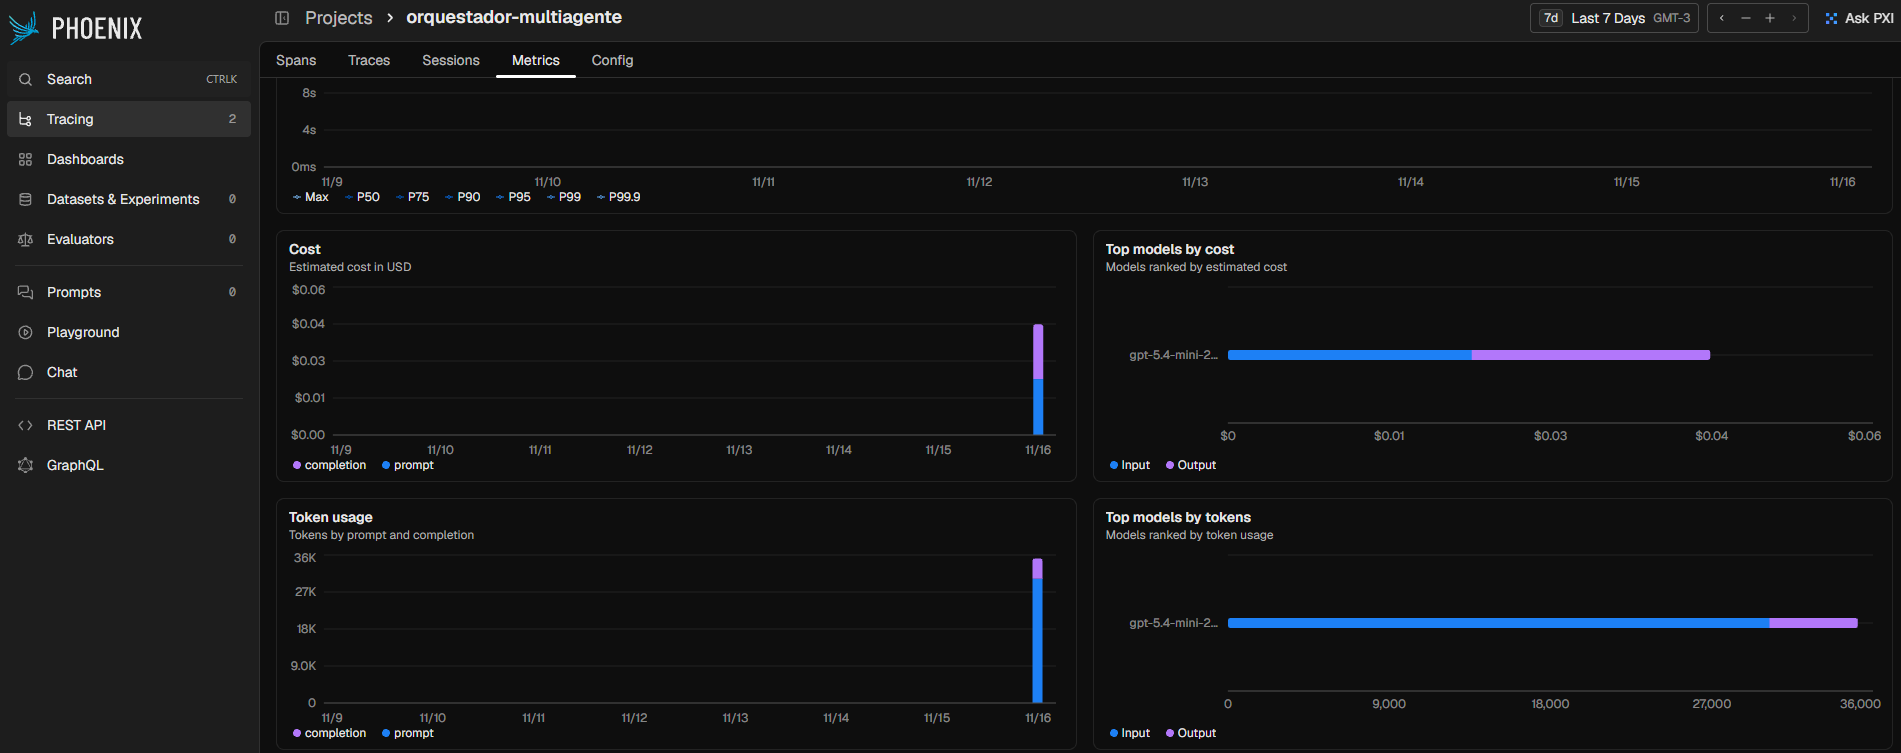 PHOENIX
Search CTRLK
Tracing 2
Dashboards
Datasets & Experiments 0
Evaluators 0
Prompts 0
Playground
Chat
REST API
GraphQL
Projects > orquestador-multiagente
7d Last 7 Days GMT-3
Ask PXI
Spans Traces Sessions Metrics Config
8s
4s
0ms
11/9 11/10 11/11 11/12 11/13 11/14 11/15 11/16
Max P50 P75 P90 P95 P99 P99.9
Cost
Estimated cost in USD
$0.06
$0.04
$0.03
$0.01
$0.00
11/9 11/10 11/11 11/12 11/13 11/14 11/15 11/16
completion prompt
Top models by cost
Models ranked by estimated cost
gpt-5.4-mini-2...
$0 $0.01 $0.03 $0.04 $0.06
Input Output
Token usage
Tokens by prompt and completion
36K
27K
18K
9.0K
0
11/9 11/10 11/11 11/12 11/13 11/14 11/15 11/16
completion prompt
Top models by tokens
Models ranked by token usage
gpt-5.4-mini-2...
0 9,000 18,000 27,000 36,000
Input Output